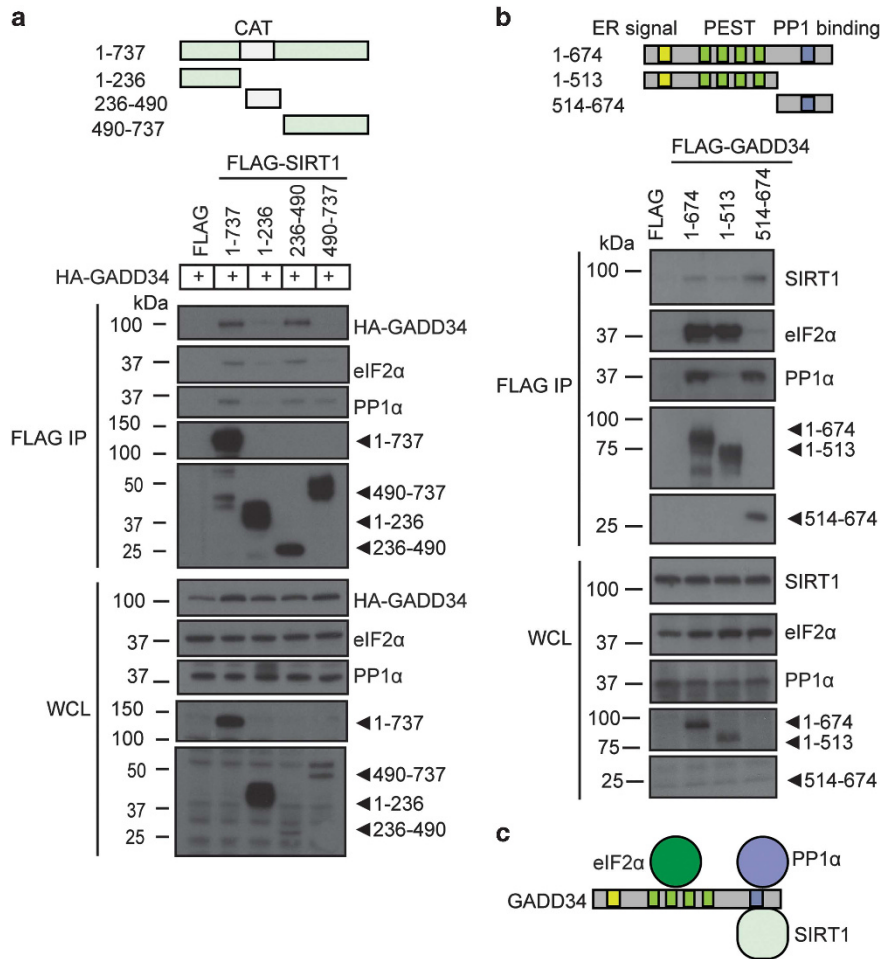 a
CAT
1-737
1-236
236-490
490-737
FLAG-SIRT1
FLAG
1-737
1-236
236-490
490-737
HA-GADD34
+ + + + +
kDa
FLAG IP
100
HA-GADD34
37
eIF2α
37
PP1α
150
100
1-737
50
37
25
490-737
1-236
236-490
WCL
100
HA-GADD34
37
eIF2α
37
PP1α
150
100
1-737
50
37
25
490-737
1-236
236-490
b
ER signal PEST PP1 binding
1-674
1-513
514-674
FLAG-GADD34
FLAG
1-674
1-513
514-674
kDa
FLAG IP
100
SIRT1
37
eIF2α
37
PP1α
100
75
1-674
1-513
25
514-674
WCL
100
SIRT1
37
eIF2α
37
PP1α
100
75
1-674
1-513
25
514-674
c
eIF2α
PP1α
GADD34
SIRT1